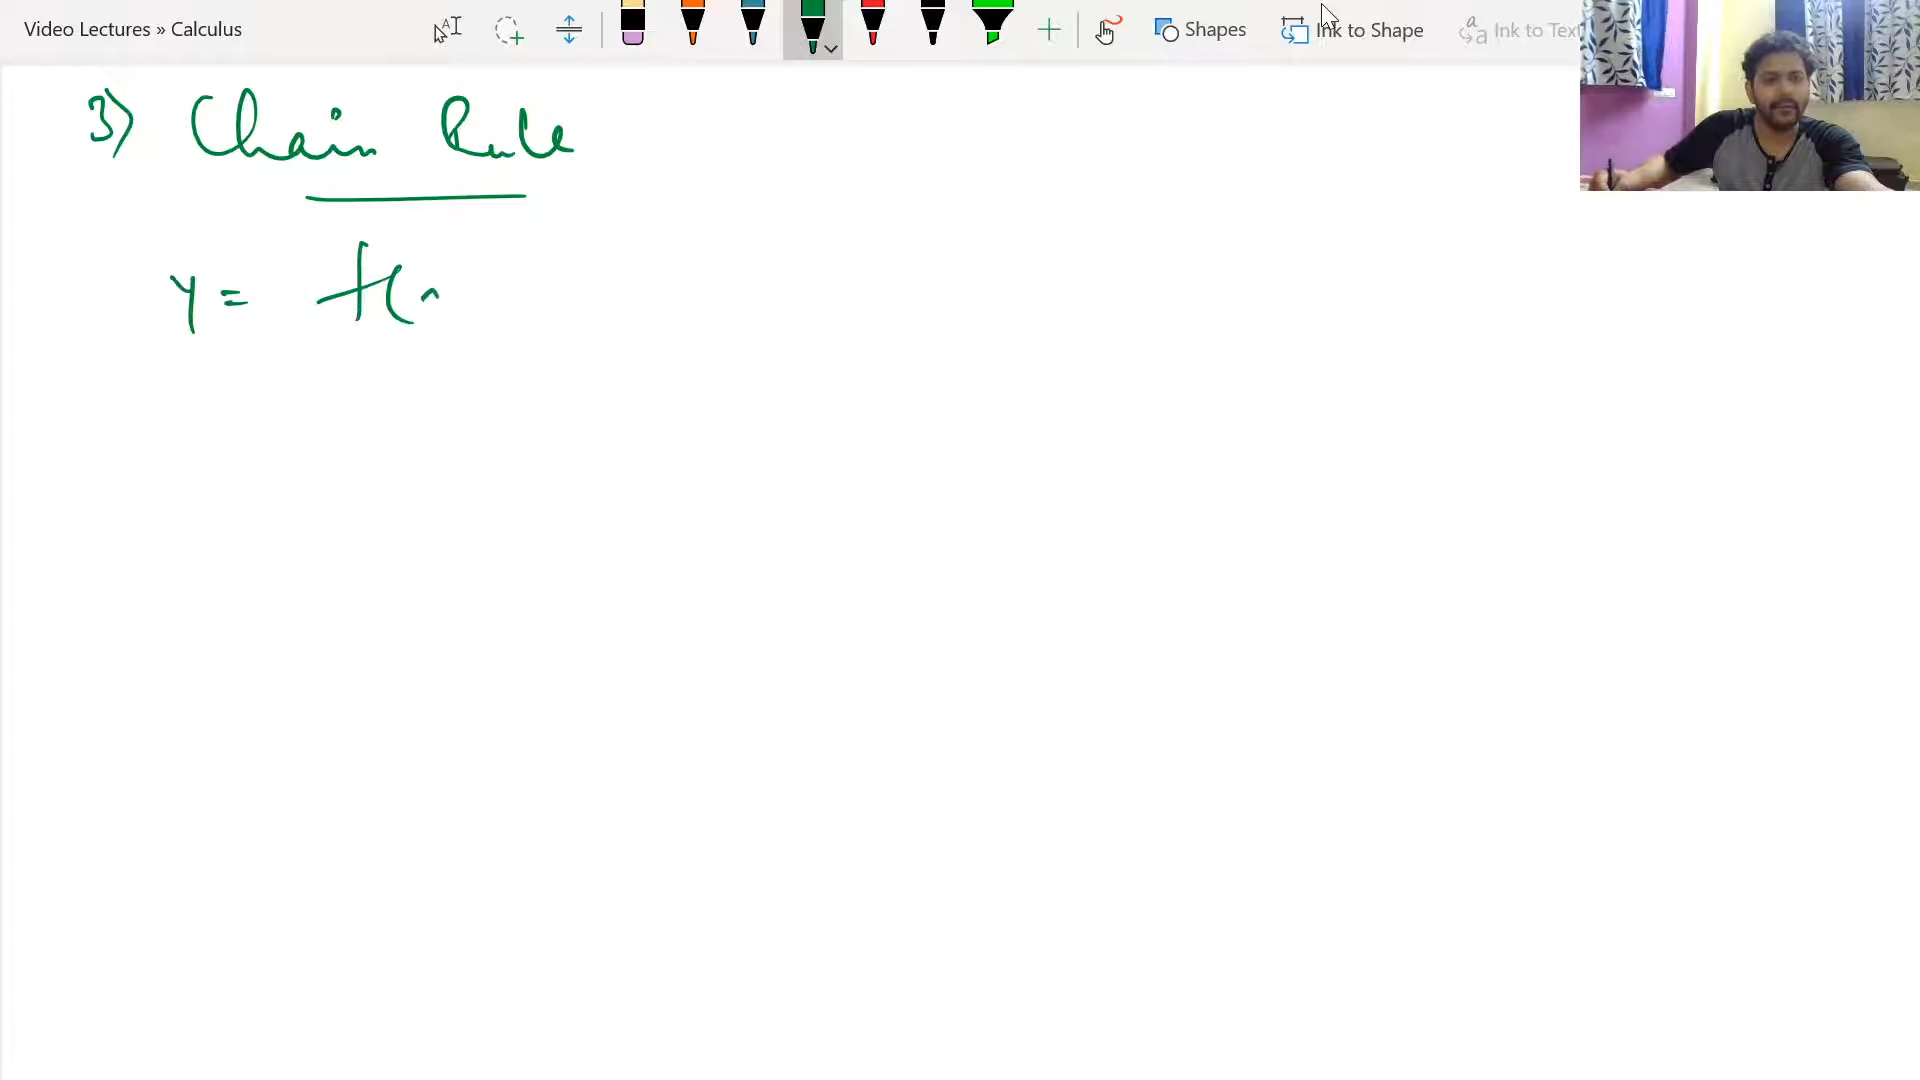 Video Lectures » Calculus
Shapes
Ink to Shape
Ink to Text
3) Chain Rule
y = f(